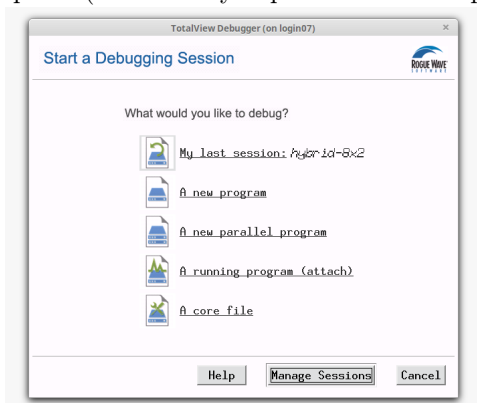 TotalView Debugger (on login07)
Start a Debugging Session
ROGUE WAVE
SOFTWARE
What would you like to debug?
My last session: hybrid-8x2
A new program
A new parallel program
A running program (attach)
A core file
Help
Manage Sessions
Cancel